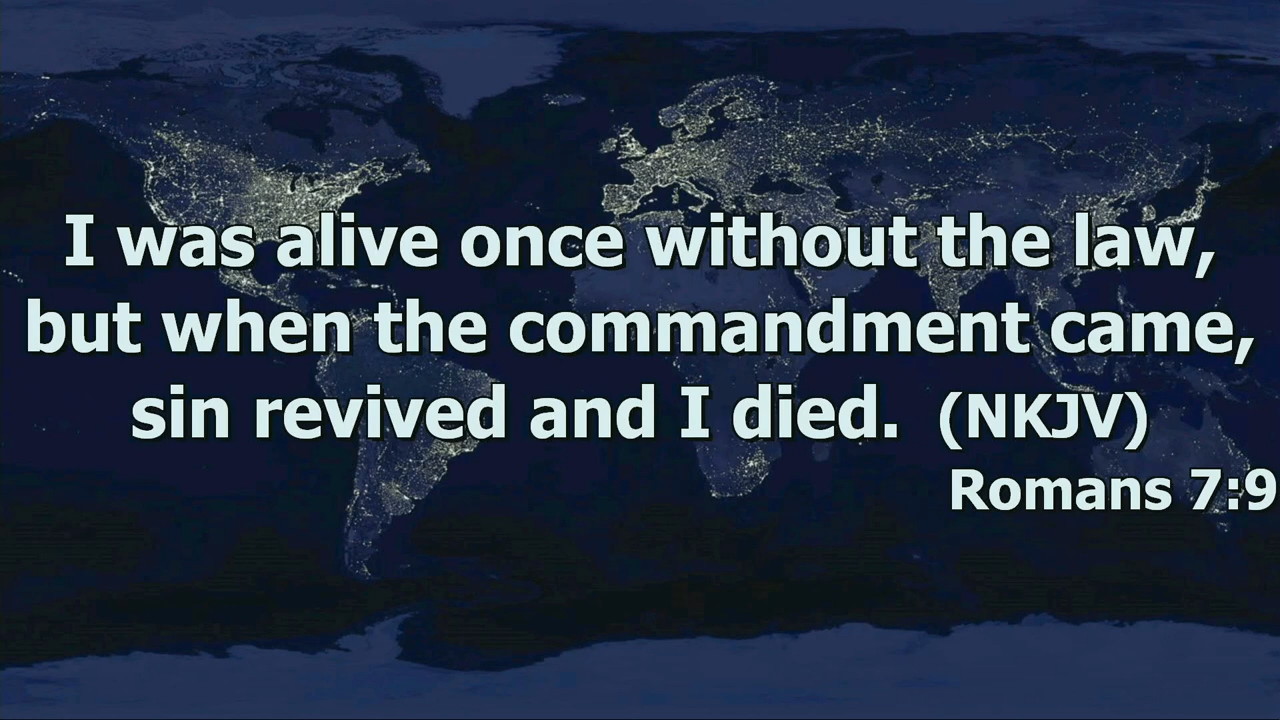 I was alive once without the law,
but when the commandment came,
sin revived and I died. (NKJV)
Romans 7:9